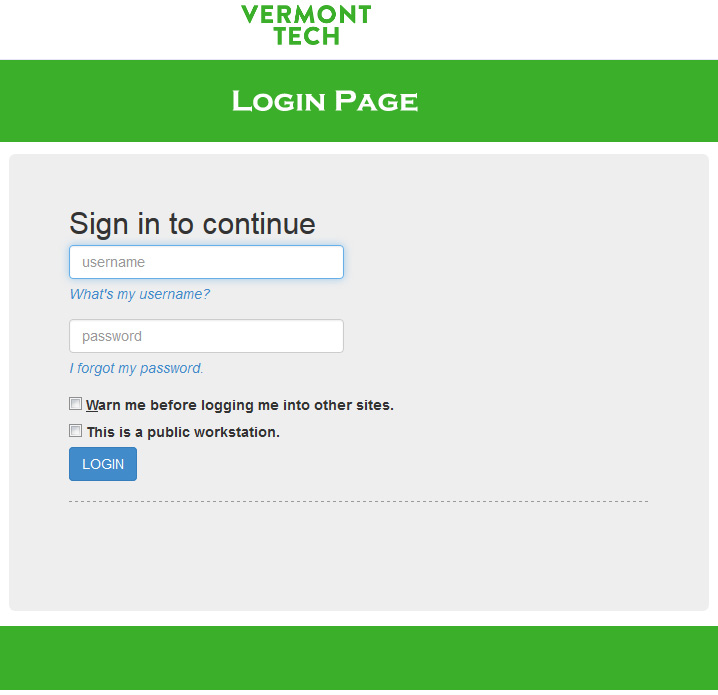 VERMONT
TECH
Login Page
Sign in to continue
username
What's my username?
password
I forgot my password.
Warn me before logging me into other sites.
This is a public workstation.
LOGIN